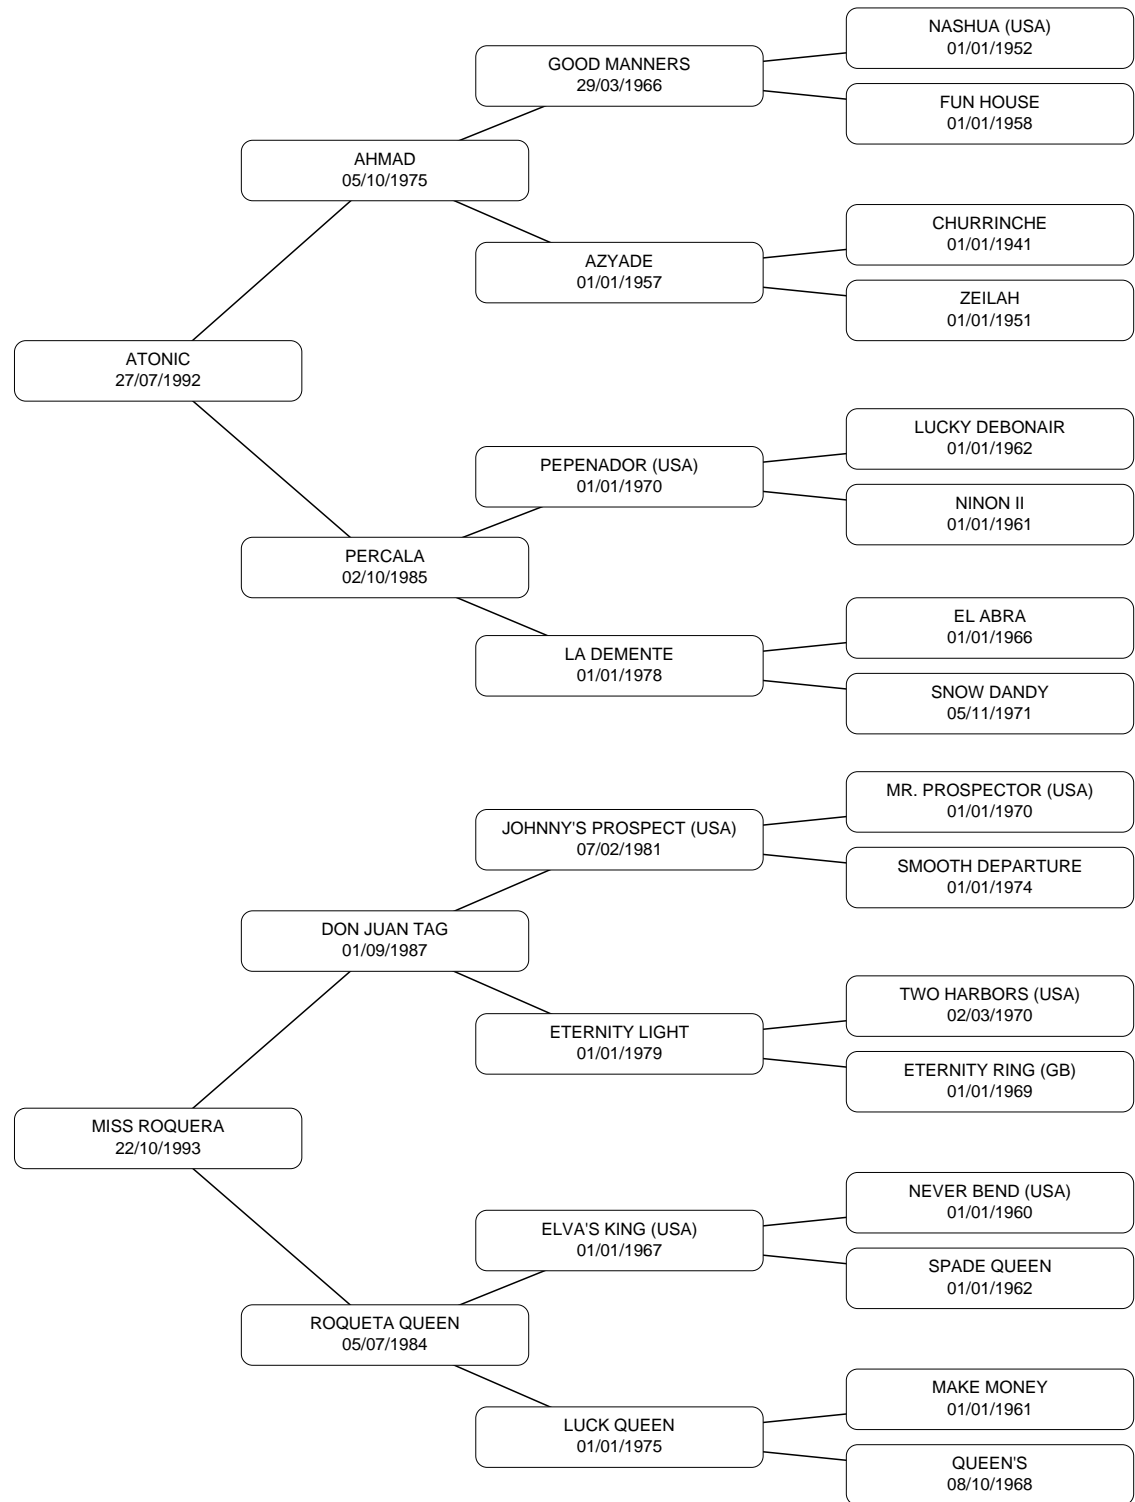 NASHUA (USA)
01/01/1952
GOOD MANNERS
29/03/1966
FUN HOUSE
01/01/1958
AHMAD
05/10/1975
CHURRINCHE
01/01/1941
AZYADE
01/01/1957
ZEILAH
01/01/1951
ATONIC
27/07/1992
LUCKY DEBONAIR
01/01/1962
PEPENADOR (USA)
01/01/1970
NINON II
01/01/1961
PERCALA
02/10/1985
EL ABRA
01/01/1966
LA DEMENTE
01/01/1978
SNOW DANDY
05/11/1971
MR. PROSPECTOR (USA)
01/01/1970
JOHNNY'S PROSPECT (USA)
07/02/1981
SMOOTH DEPARTURE
01/01/1974
DON JUAN TAG
01/09/1987
TWO HARBORS (USA)
02/03/1970
ETERNITY LIGHT
01/01/1979
ETERNITY RING (GB)
01/01/1969
MISS ROQUERA
22/10/1993
NEVER BEND (USA)
01/01/1960
ELVA'S KING (USA)
01/01/1967
SPADE QUEEN
01/01/1962
ROQUETA QUEEN
05/07/1984
MAKE MONEY
01/01/1961
LUCK QUEEN
01/01/1975
QUEEN'S
08/10/1968